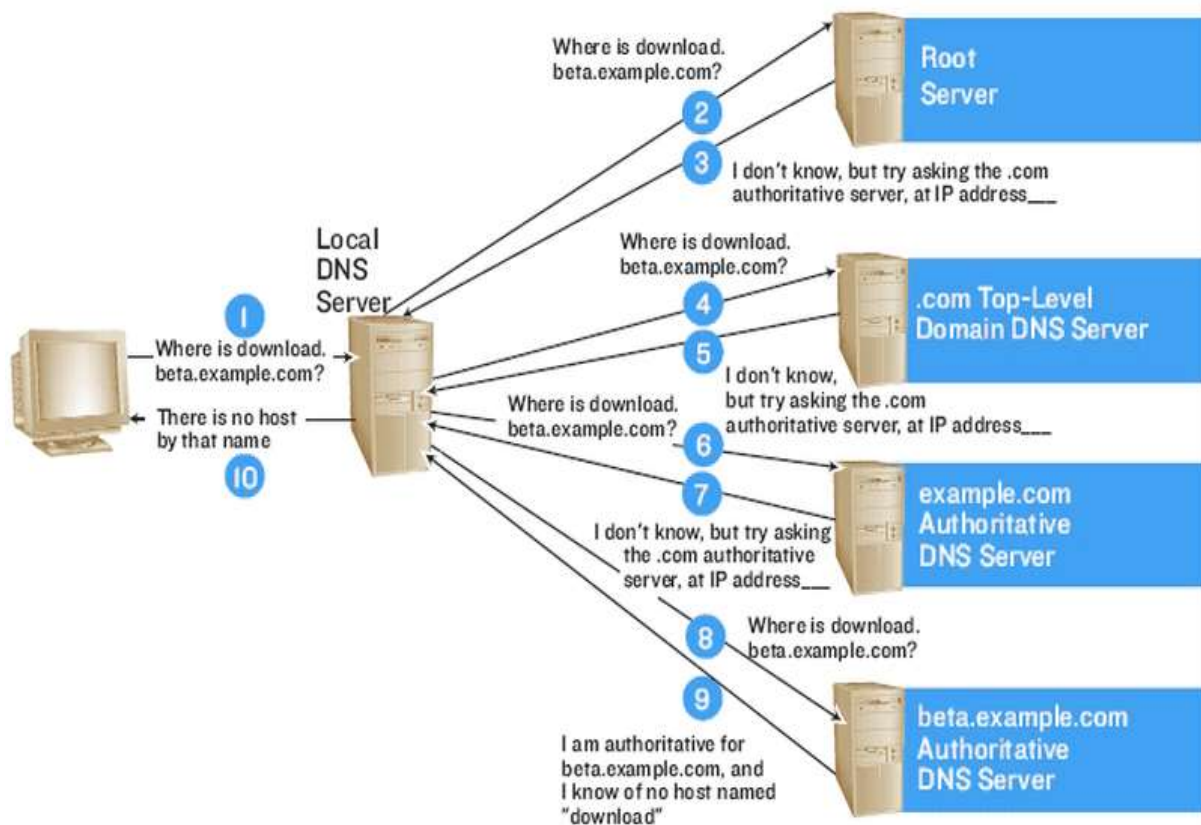 Where is download.
beta.example.com?
2
Root
Server
3
I don't know, but try asking the .com
authoritative server, at IP address___
Local
DNS
Server
Where is download.
beta.example.com?
4
.com Top-Level
Domain DNS Server
1
Where is download.
beta.example.com?
5
I don't know,
but try asking the .com
authoritative server, at IP address___
There is no host
by that name
10
Where is download.
beta.example.com?
6
7
example.com
Authoritative
DNS Server
I don't know, but try asking
the .com authoritative
server, at IP address___
8
Where is download.
beta.example.com?
9
beta.example.com
Authoritative
DNS Server
I am authoritative for
beta.example.com, and
I know of no host named
"download"